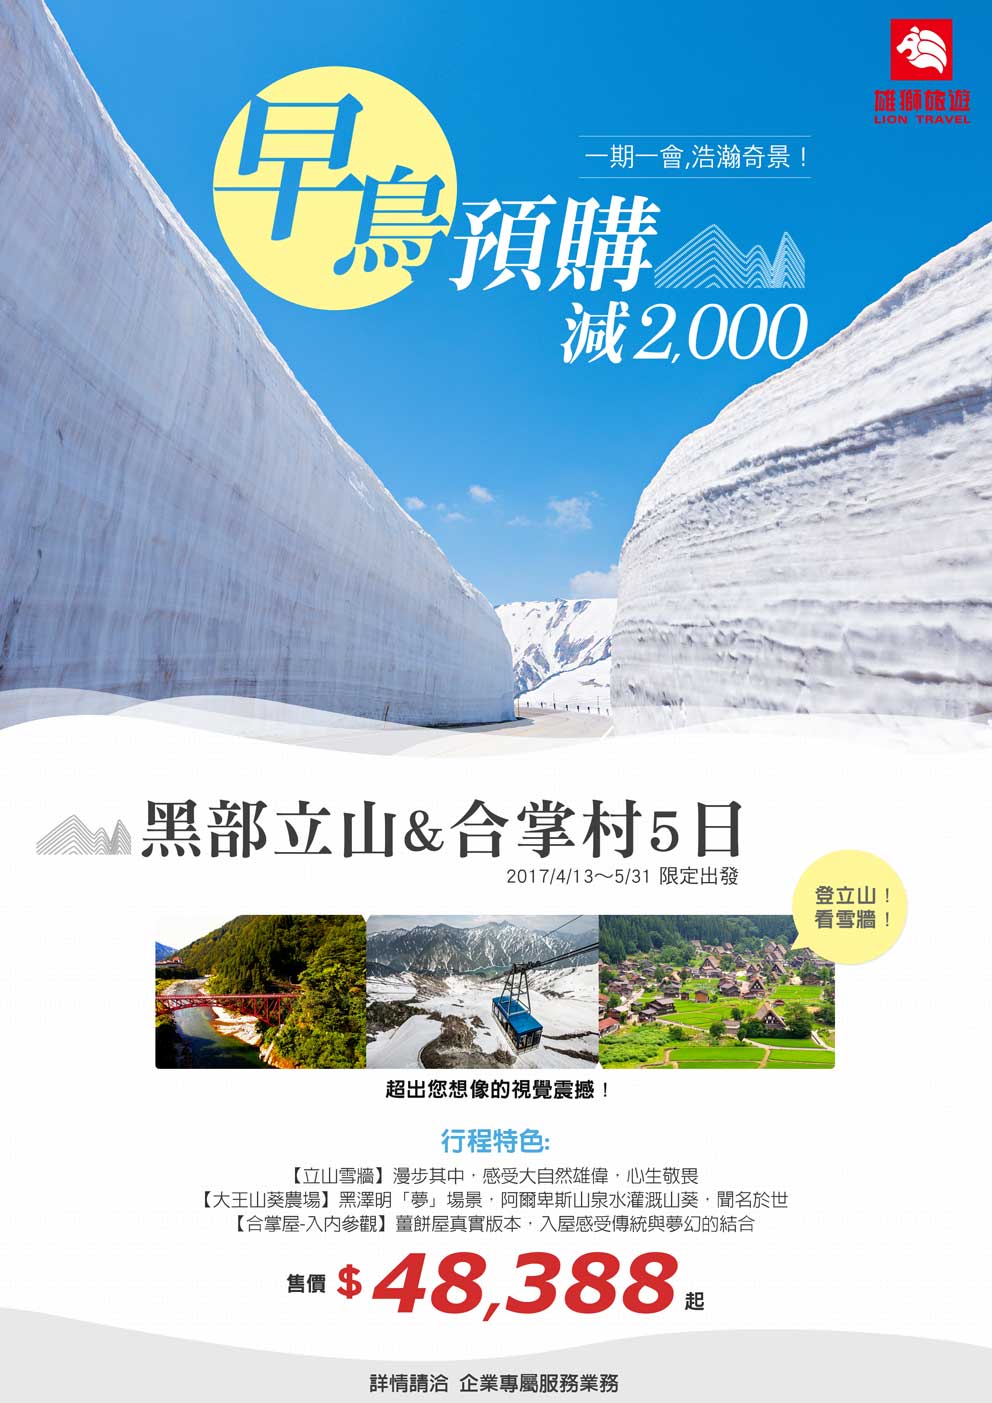 雄獅旅遊
LION TRAVEL
一期一會,浩瀚奇景！
早鳥預購
減2,000
黑部立山&合掌村5日
2017/4/13～5/31 限定出發
登立山！
看雪牆！
超出您想像的視覺震撼！
行程特色:
【立山雪牆】漫步其中，感受大自然雄偉，心生敬畏
【大王山葵農場】黑澤明「夢」場景，阿爾卑斯山泉水灌溉山葵，聞名於世
【合掌屋-入內參觀】薑餅屋真實版本，入屋感受傳統與夢幻的結合
售價 $48,388起
詳情請洽 企業專屬服務業務